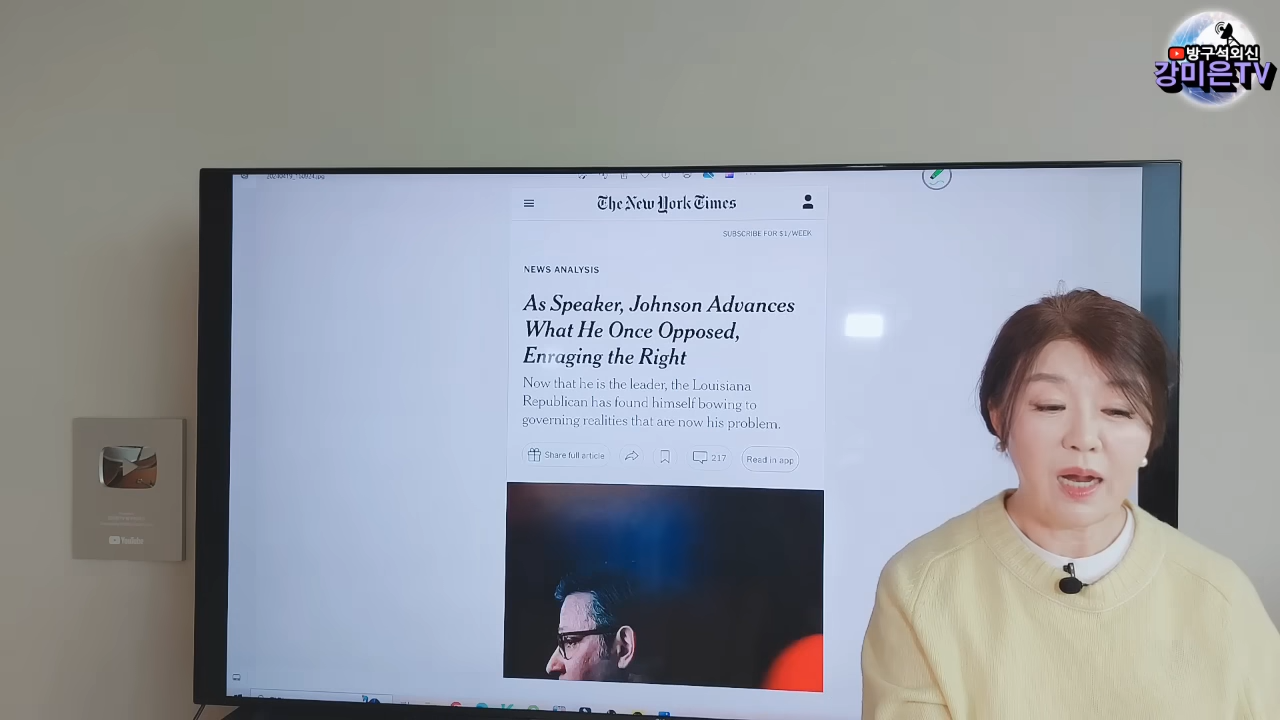 방구석외신
강미은TV
20240419_160924.jpg
The New York Times
SUBSCRIBE FOR $1/WEEK
NEWS ANALYSIS
As Speaker, Johnson Advances
What He Once Opposed,
Enraging the Right
Now that he is the leader, the Louisiana
Republican has found himself bowing to
governing realities that are now his problem.
Share full article
217
Read in app
YouTube